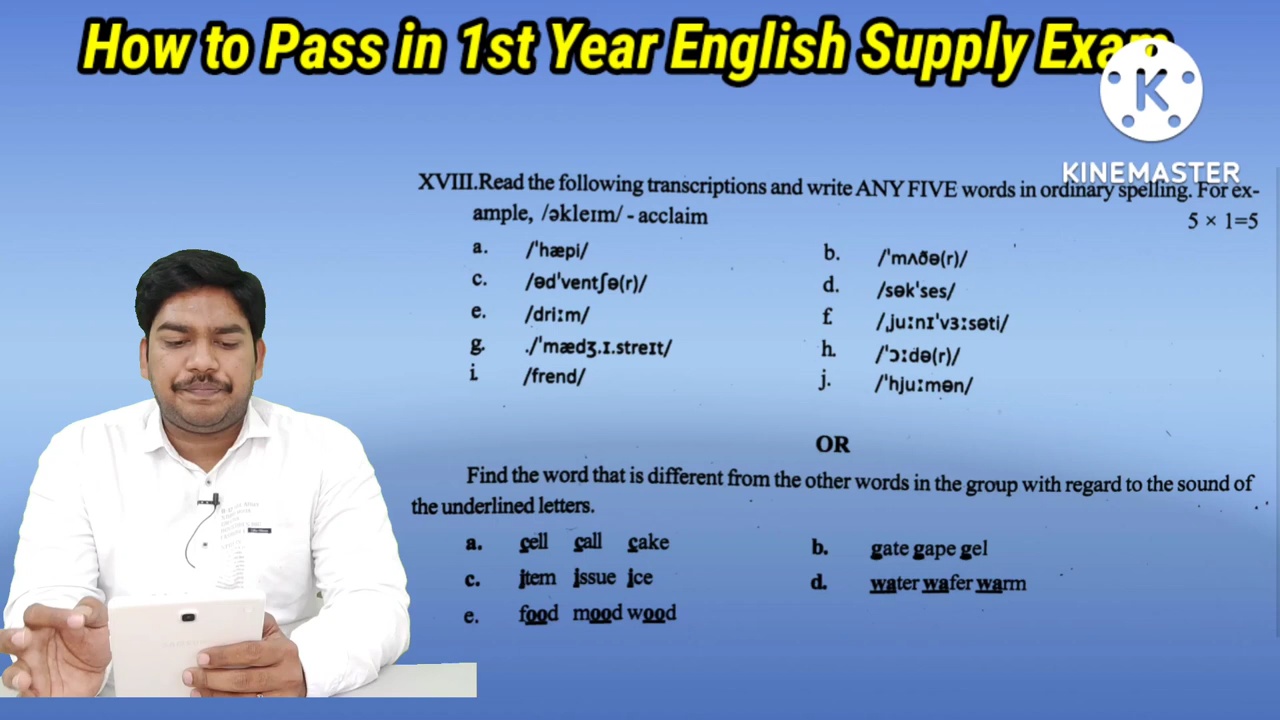 How to Pass in 1st Year English Supply Exam
K
KINEMASTER
XVIII.Read the following transcriptions and write ANY FIVE words in ordinary spelling. For ex-
ample, /əkleɪm/ - acclaim 5 × 1=5
a. /ˈhæpi/ b. /ˈmʌðə(r)/
c. /ədˈventʃə(r)/ d. /səkˈses/
e. /driːm/ f. /ˌjuːnɪˈvɜːsəti/
g. ./ˈmædʒ.ɪ.streɪt/ h. /ˈɔːdə(r)/
i. /frend/ j. /ˈhjuːmən/
OR
Find the word that is different from the other words in the group with regard to the sound of
the underlined letters.
a. cell call cake b. gate gape gel
c. item issue ice d. water wafer warm
e. food mood wood